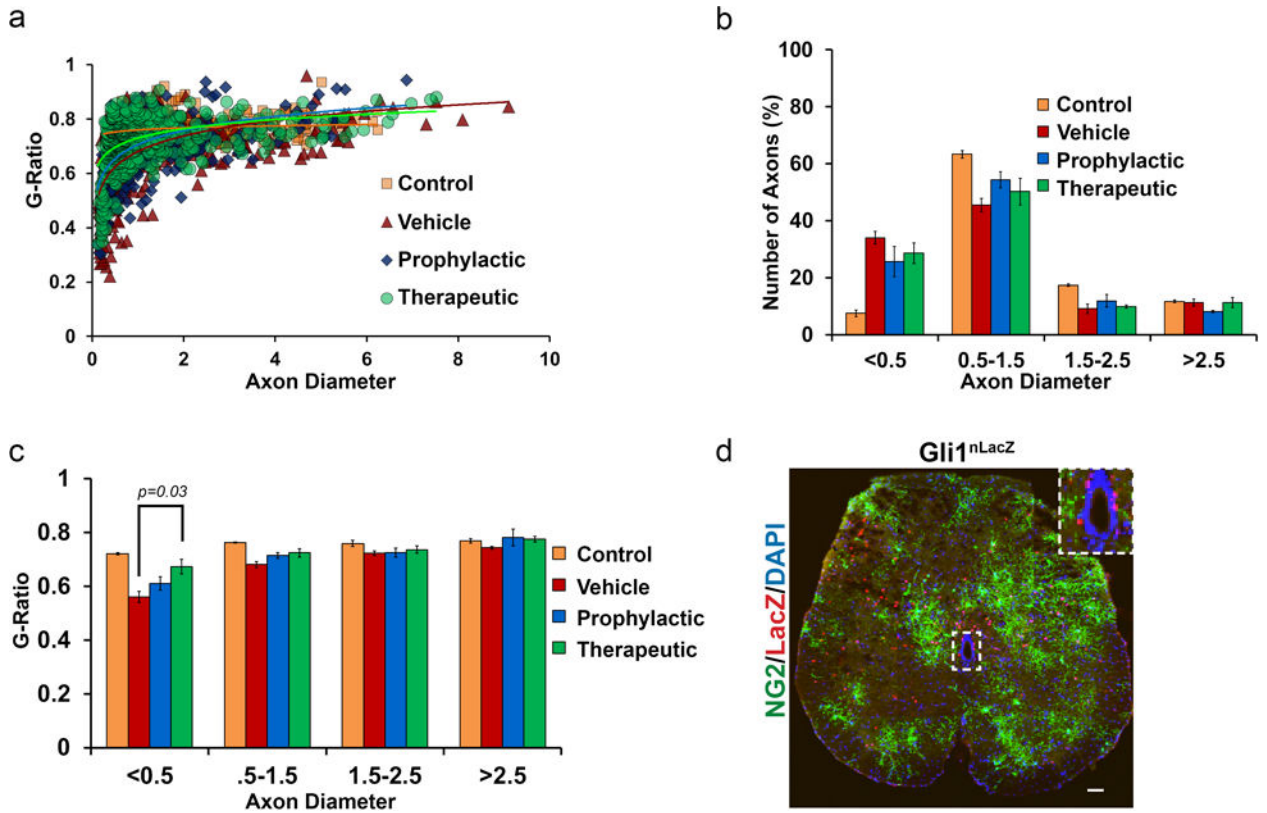 a
1
0.8
0.6
0.4
0.2
0
G-Ratio
0 2 4 6 8 10
Axon Diameter
Control
Vehicle
Prophylactic
Therapeutic
b
100
80
60
40
20
0
Number of Axons (%)
<0.5 0.5-1.5 1.5-2.5 >2.5
Axon Diameter
Control
Vehicle
Prophylactic
Therapeutic
c
1
0.8
0.6
0.4
0.2
0
G-Ratio
p=0.03
<0.5 .5-1.5 1.5-2.5 >2.5
Axon Diameter
Control
Vehicle
Prophylactic
Therapeutic
d
Gli1nLacZ
NG2/LacZ/DAPI